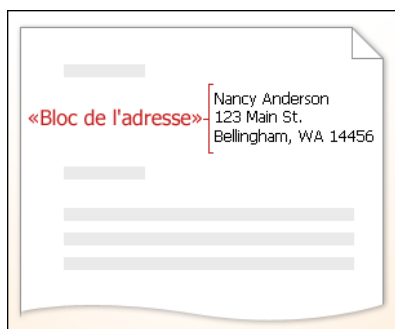 «Bloc de l'adresse»
Nancy Anderson
123 Main St.
Bellingham, WA 14456